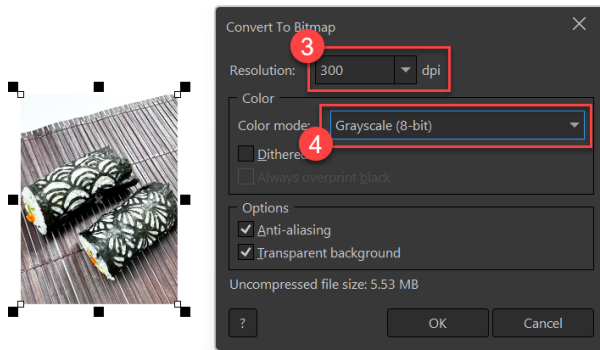 Convert To Bitmap
3
Resolution: 300 dpi
Color
Color mode: Grayscale (8-bit)
4
Dithered
Always overprint black
Options
Anti-aliasing
Transparent background
Uncompressed file size: 5.53 MB
? OK Cancel